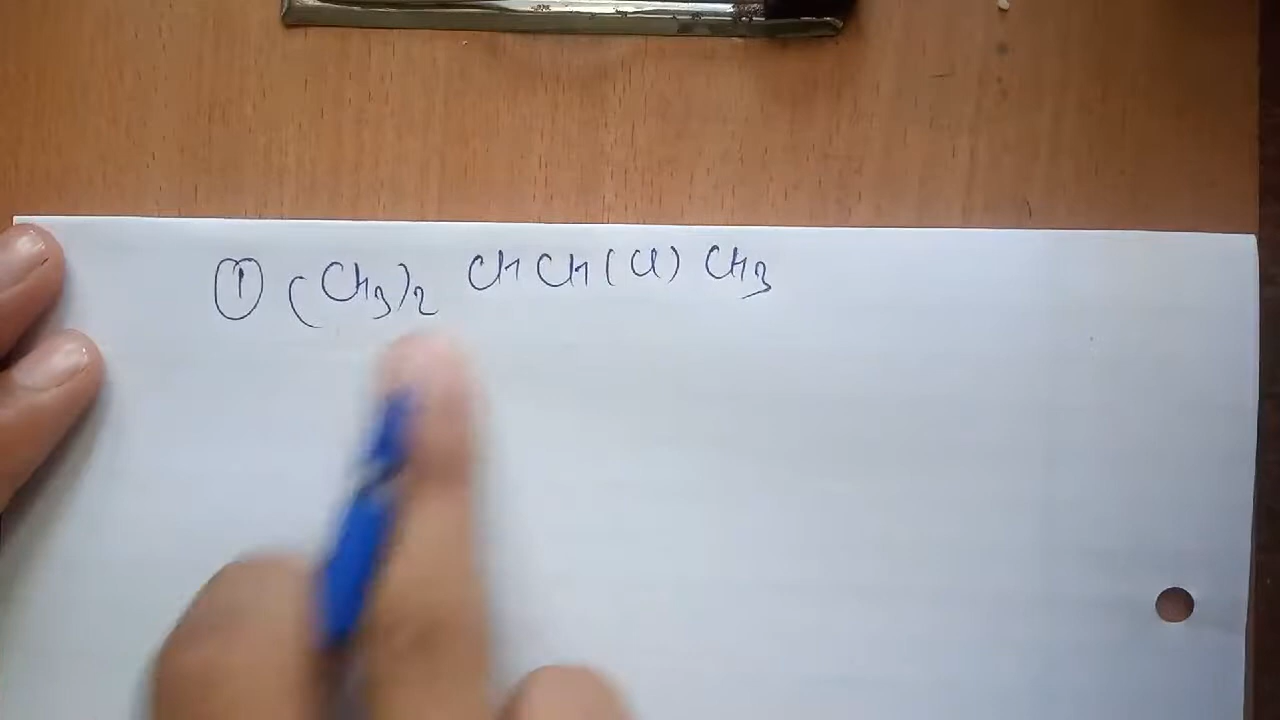 ① (CH3)2 CH CH (Cl) CH3